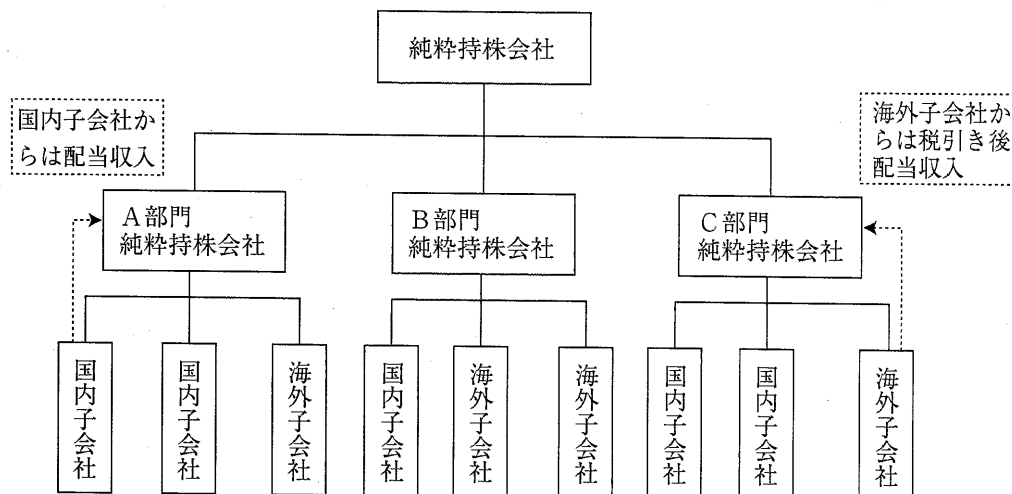 純粋持株会社
国内子会社か
らは配当収入
海外子会社か
らは税引き後
配当収入
A部門
純粋持株会社
B部門
純粋持株会社
C部門
純粋持株会社
国内子会社
国内子会社
海外子会社
国内子会社
海外子会社
海外子会社
国内子会社
国内子会社
海外子会社